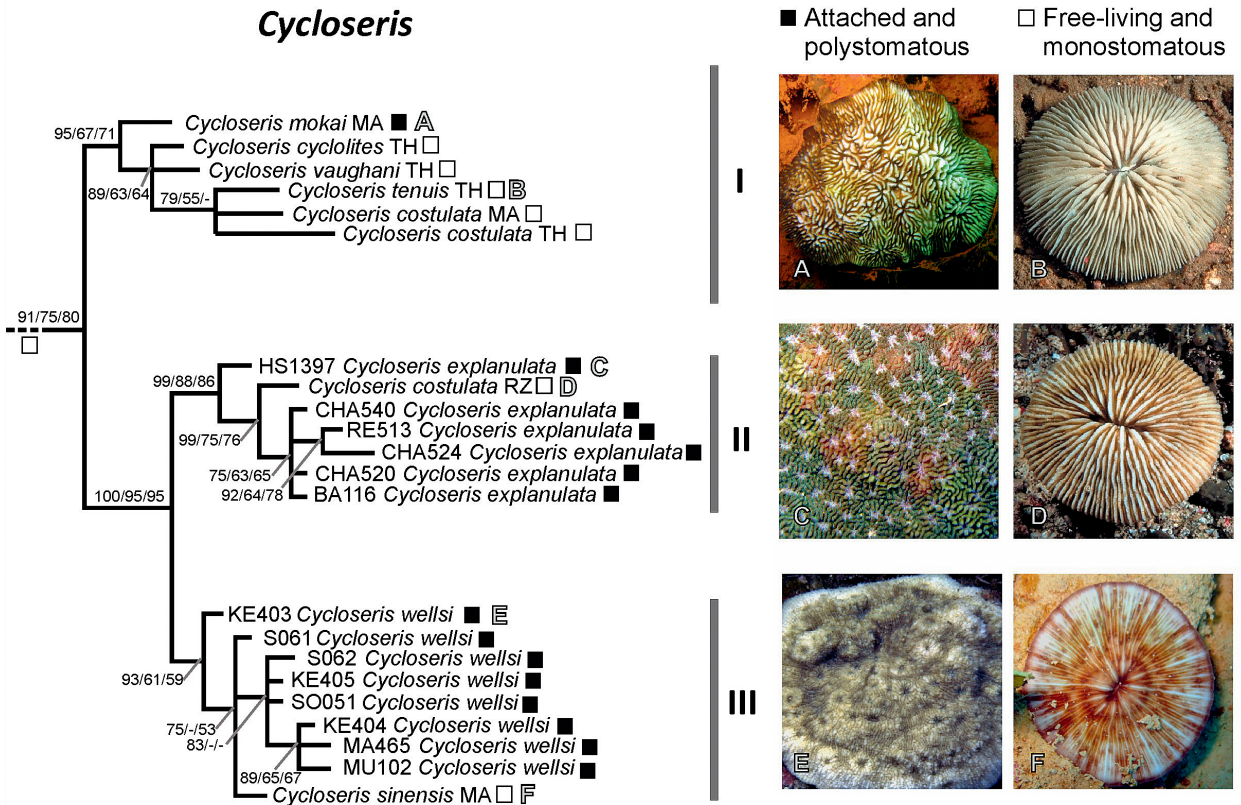 Cycloseris
■ Attached and
polystomatous
□ Free-living and
monostomatous
95/67/71
Cycloseris mokai MA ■ A
Cycloseris cyclolites TH □
Cycloseris vaughani TH □
89/63/64
79/55/-
Cycloseris tenuis TH □ B
Cycloseris costulata MA □
Cycloseris costulata TH □
I
A
B
91/75/80
□
99/88/86
HS1397 Cycloseris explanulata ■ C
Cycloseris costulata RZ □ D
CHA540 Cycloseris explanulata ■
99/75/76
RE513 Cycloseris explanulata ■
CHA524 Cycloseris explanulata ■
75/63/65
CHA520 Cycloseris explanulata ■
92/64/78
BA116 Cycloseris explanulata ■
100/95/95
II
C
D
KE403 Cycloseris wellsi ■ E
S061 Cycloseris wellsi ■
S062 Cycloseris wellsi ■
93/61/59
KE405 Cycloseris wellsi ■
SO051 Cycloseris wellsi ■
75/-/53
KE404 Cycloseris wellsi ■
83/-/-
MA465 Cycloseris wellsi ■
89/65/67
MU102 Cycloseris wellsi ■
Cycloseris sinensis MA □ F
III
E
F